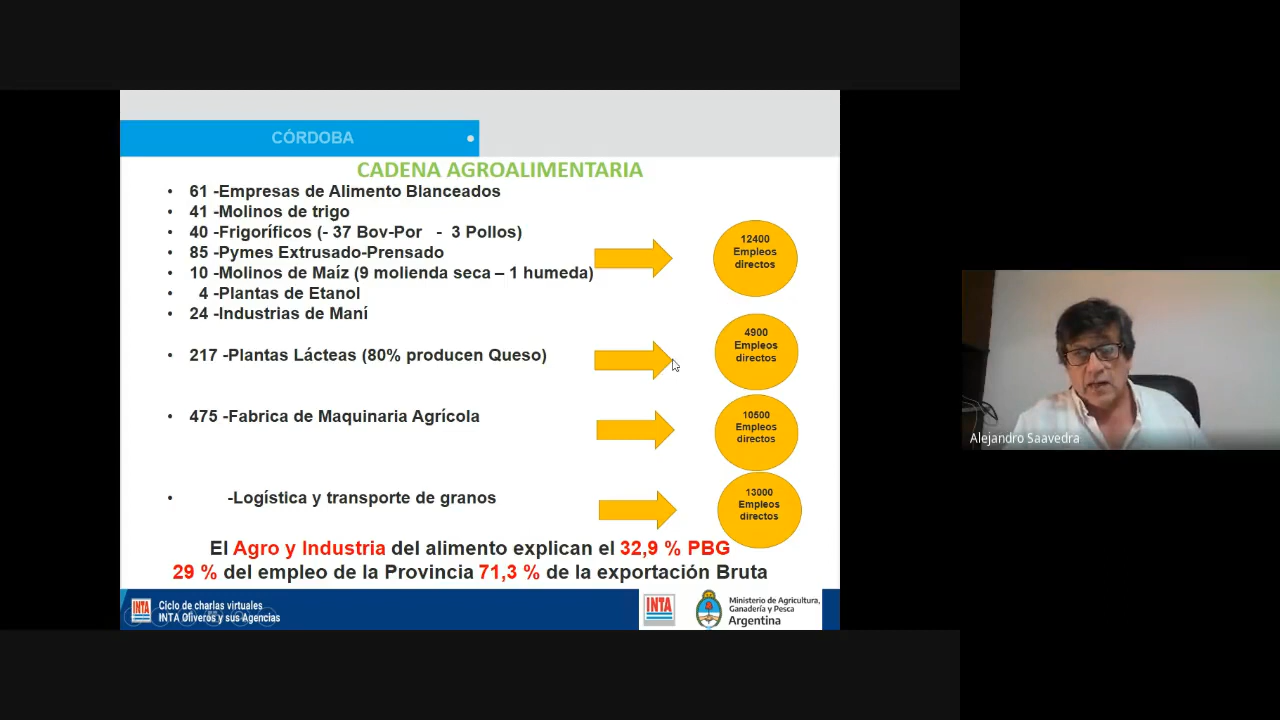 CÓRDOBA
CADENA AGROALIMENTARIA
• 61 -Empresas de Alimento Blanceados
• 41 -Molinos de trigo
• 40 -Frigoríficos (- 37 Bov-Por - 3 Pollos)
• 85 -Pymes Extrusado-Prensado
• 10 -Molinos de Maíz (9 molienda seca – 1 humeda)
• 4 -Plantas de Etanol
• 24 -Industrias de Maní
12400
Empleos
directos
• 217 -Plantas Lácteas (80% producen Queso)
4900
Empleos
directos
• 475 -Fabrica de Maquinaria Agrícola
10500
Empleos
directos
• -Logística y transporte de granos
13000
Empleos
directos
El Agro y Industria del alimento explican el 32,9 % PBG
29 % del empleo de la Provincia 71,3 % de la exportación Bruta
INTA
Ciclo de charlas virtuales
INTA Oliveros y sus Agencias
INTA
Ministerio de Agricultura,
Ganadería y Pesca
Argentina
Alejandro Saavedra